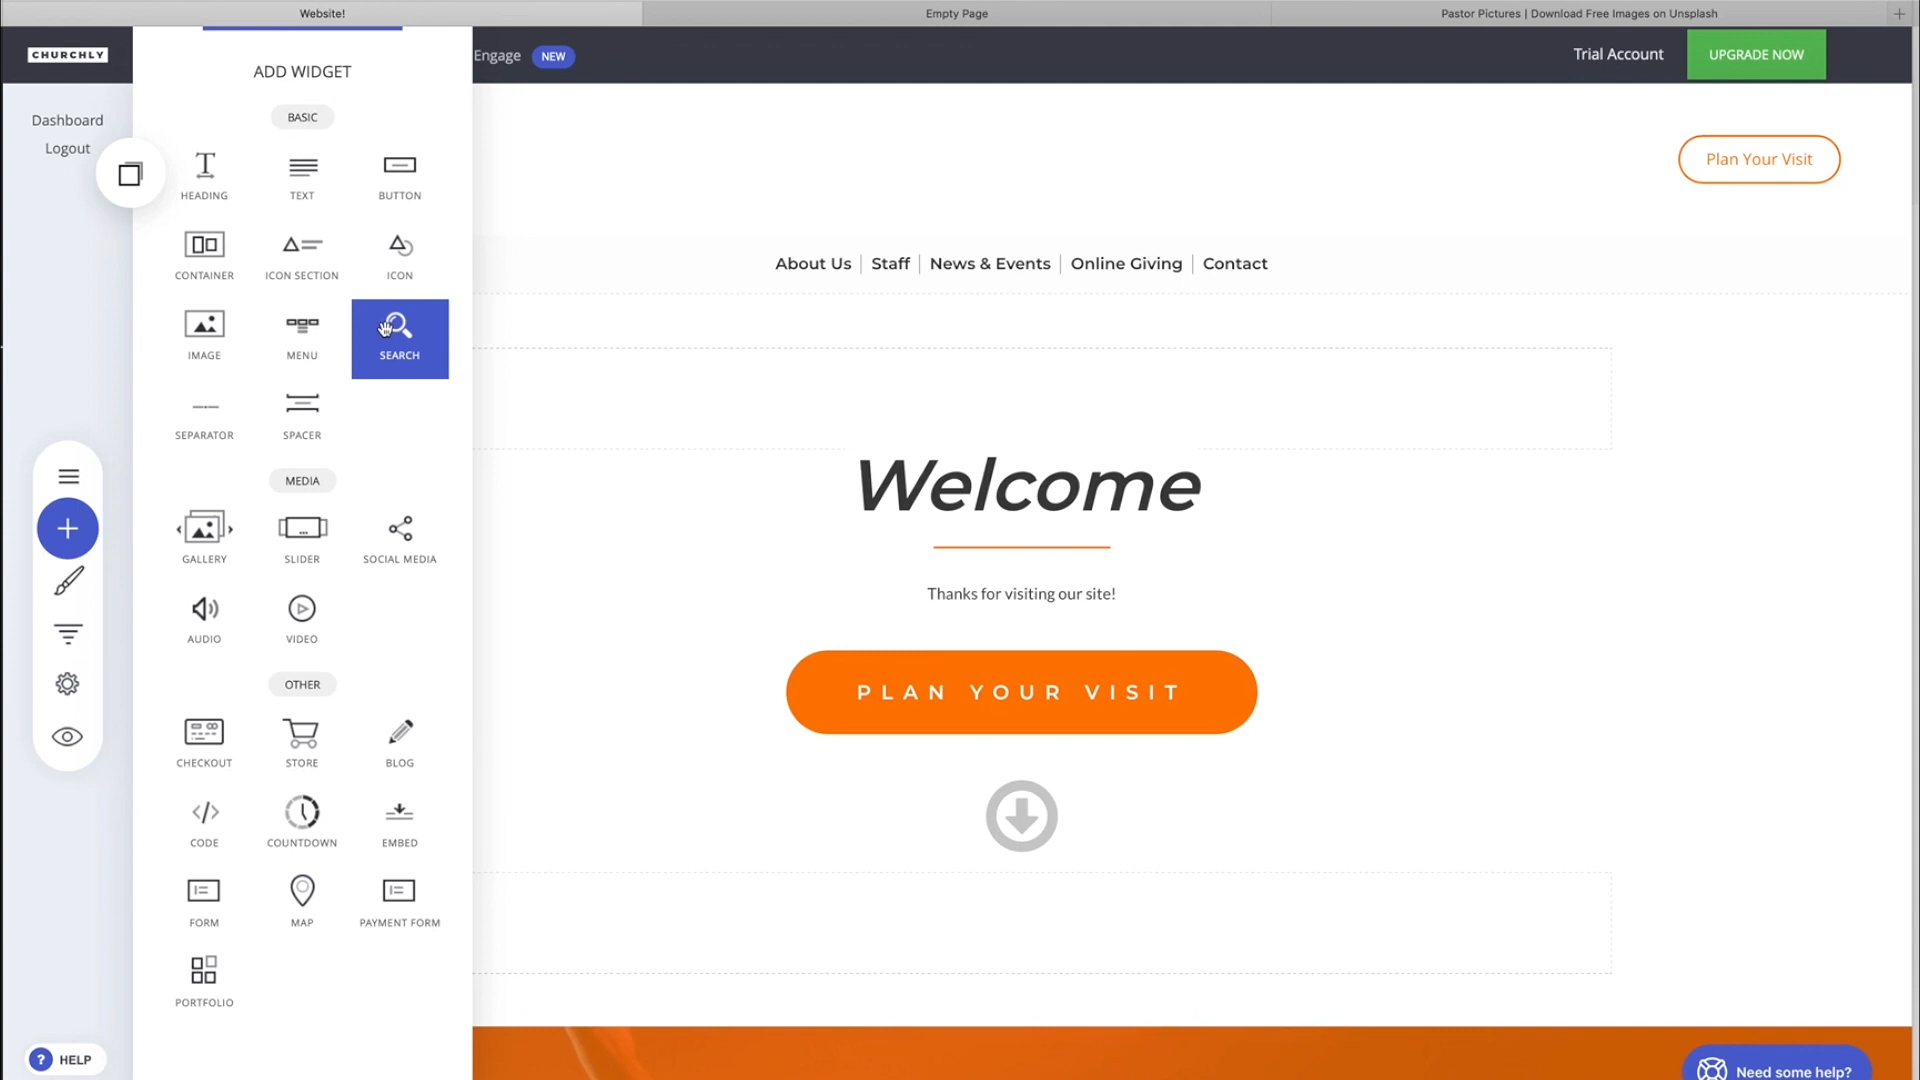 Website!
Empty Page
Pastor Pictures | Download Free Images on Unsplash
CHURCHLY
Engage NEW
Trial Account
UPGRADE NOW
Dashboard
Logout
ADD WIDGET
BASIC
HEADING
TEXT
BUTTON
CONTAINER
ICON SECTION
ICON
IMAGE
MENU
SEARCH
SEPARATOR
SPACER
MEDIA
GALLERY
SLIDER
SOCIAL MEDIA
AUDIO
VIDEO
OTHER
CHECKOUT
STORE
BLOG
CODE
COUNTDOWN
EMBED
FORM
MAP
PAYMENT FORM
PORTFOLIO
? HELP
Plan Your Visit
About Us | Staff | News & Events | Online Giving | Contact
Welcome
Thanks for visiting our site!
PLAN YOUR VISIT
Need some help?